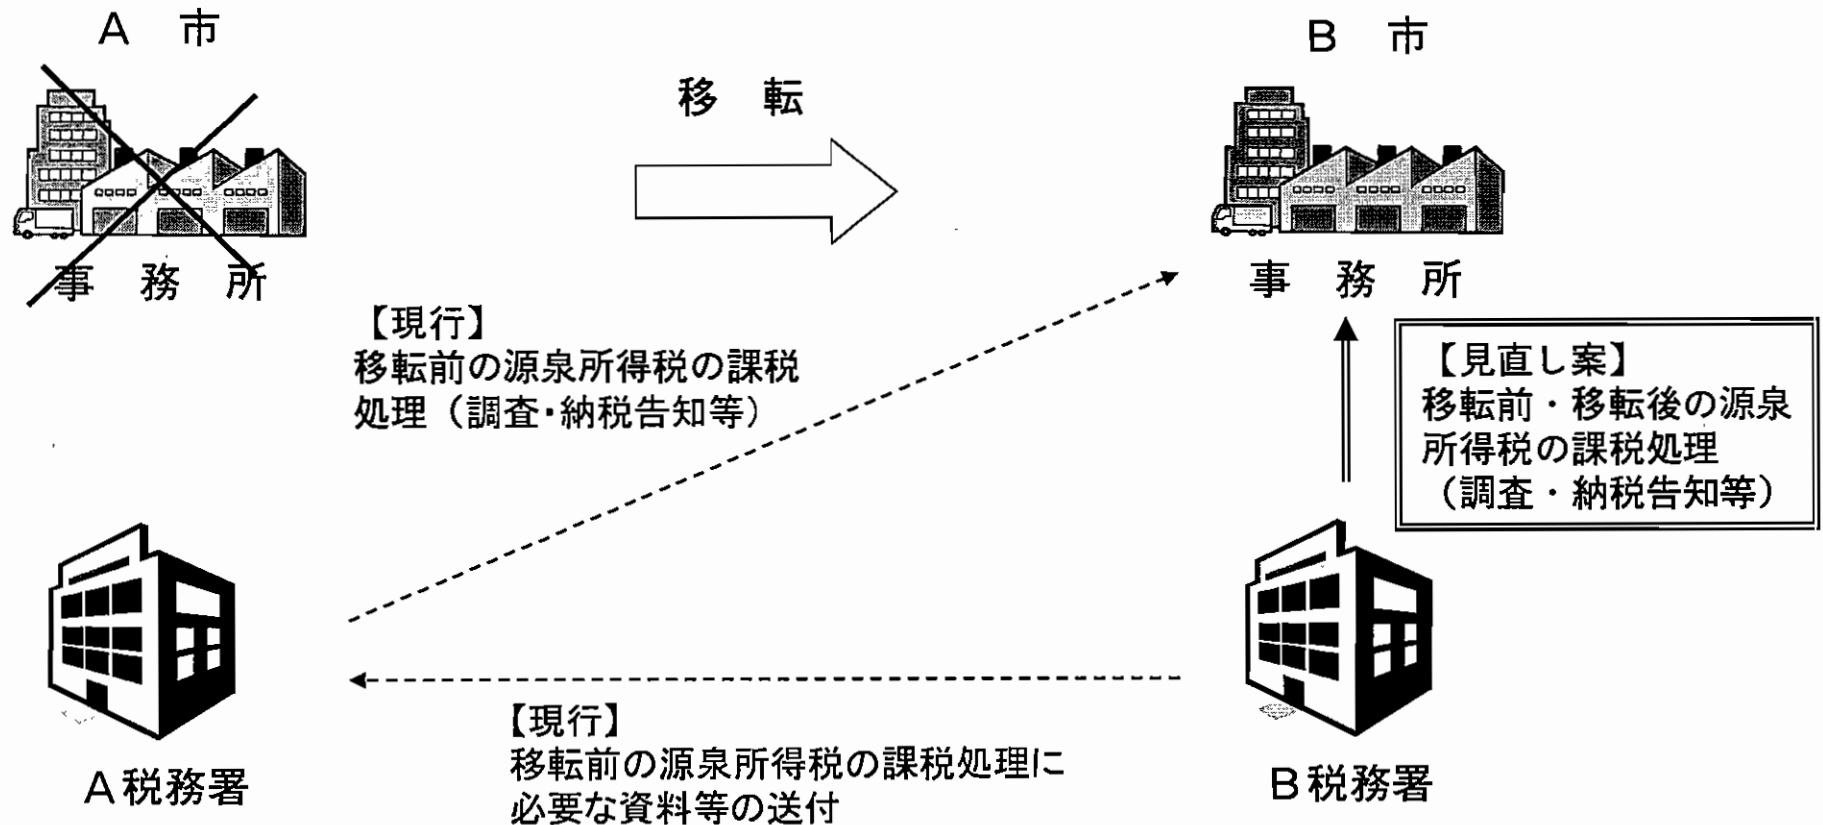 A 市
B 市
移 転
事 務 所
事 務 所
【現行】
移転前の源泉所得税の課税
処理（調査・納税告知等）
【見直し案】
移転前・移転後の源泉
所得税の課税処理
（調査・納税告知等）
【現行】
移転前の源泉所得税の課税処理に
必要な資料等の送付
A税務署
B税務署